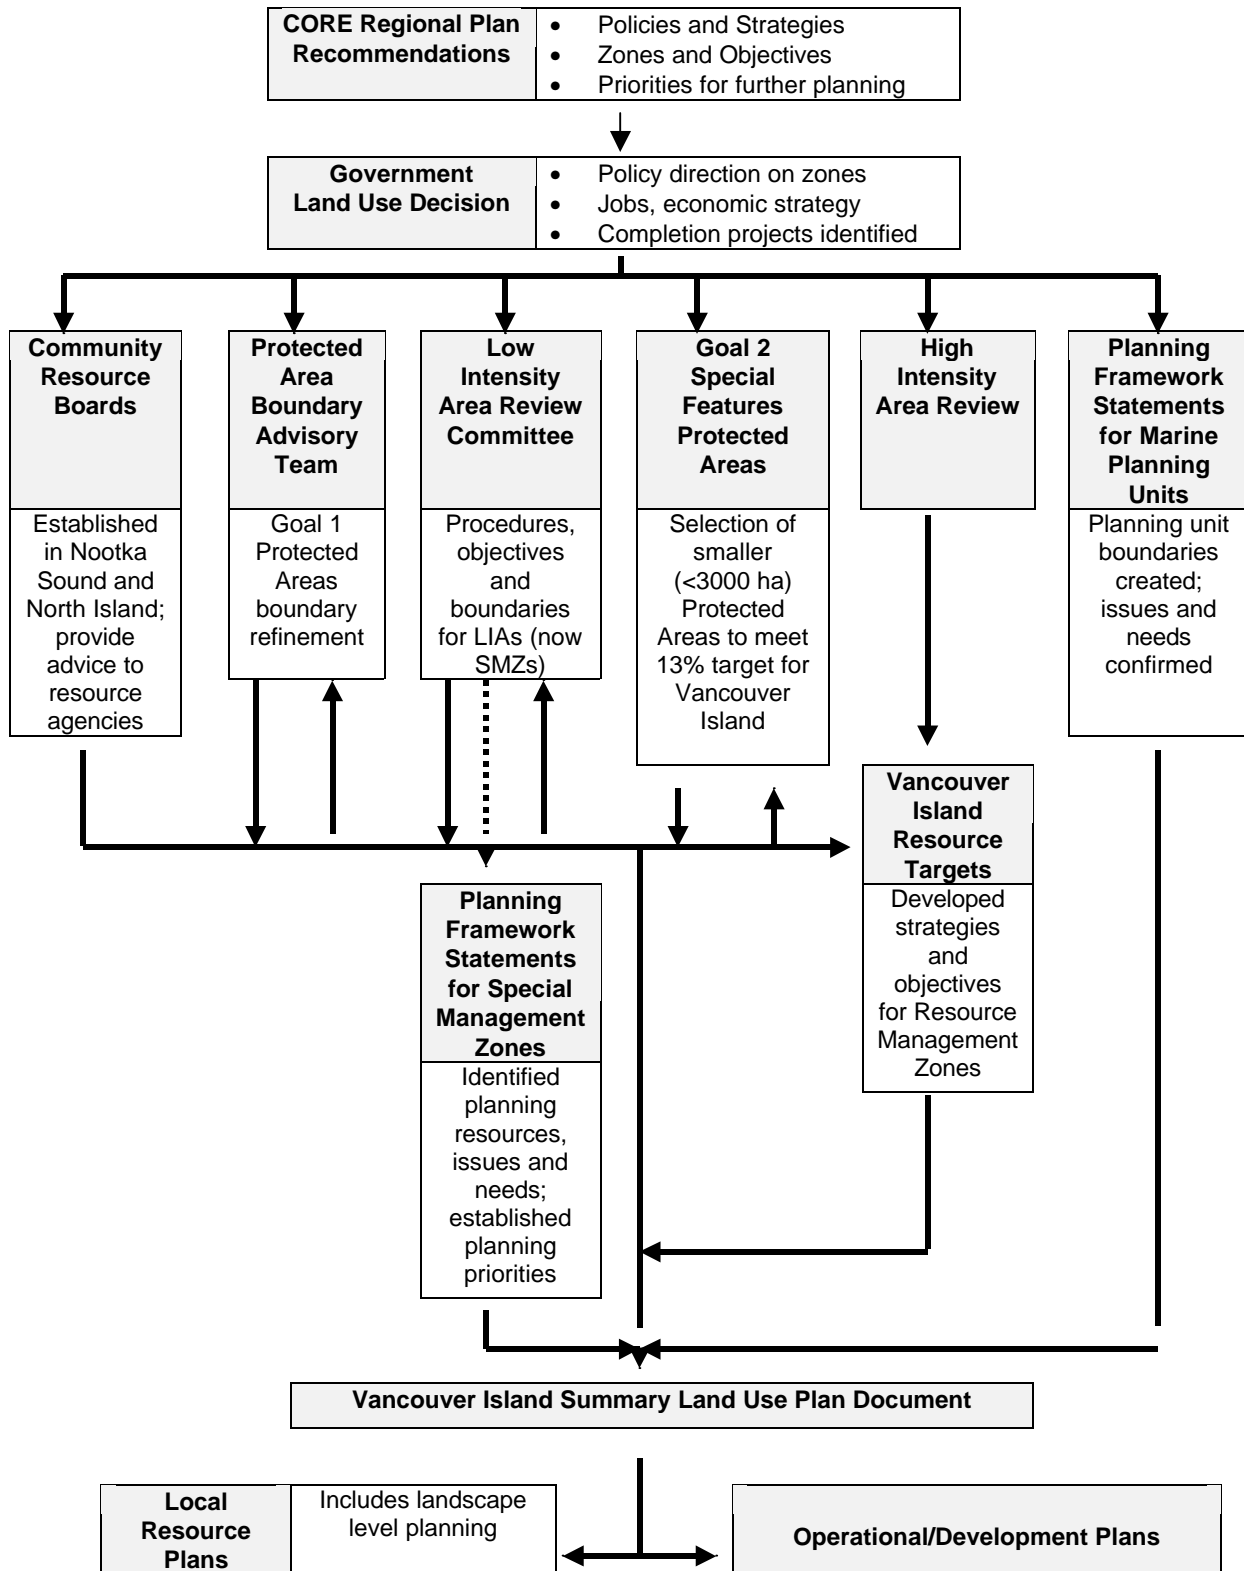 CORE Regional Plan
Recommendations
• Policies and Strategies
• Zones and Objectives
• Priorities for further planning
Government
Land Use Decision
• Policy direction on zones
• Jobs, economic strategy
• Completion projects identified
Community
Resource
Boards
Established
in Nootka
Sound and
North Island;
provide
advice to
resource
agencies
Protected
Area
Boundary
Advisory
Team
Goal 1
Protected
Areas
boundary
refinement
Low
Intensity
Area Review
Committee
Procedures,
objectives
and
boundaries
for LIAs (now
SMZs)
Goal 2
Special
Features
Protected
Areas
Selection of
smaller
(<3000 ha)
Protected
Areas to meet
13% target for
Vancouver
Island
High
Intensity
Area Review
Planning
Framework
Statements
for Marine
Planning
Units
Planning unit
boundaries
created;
issues and
needs
confirmed
Vancouver
Island
Resource
Targets
Developed
strategies
and
objectives
for Resource
Management
Zones
Planning
Framework
Statements
for Special
Management
Zones
Identified
planning
resources,
issues and
needs;
established
planning
priorities
Vancouver Island Summary Land Use Plan Document
Local
Resource
Plans
Includes landscape
level planning
Operational/Development Plans